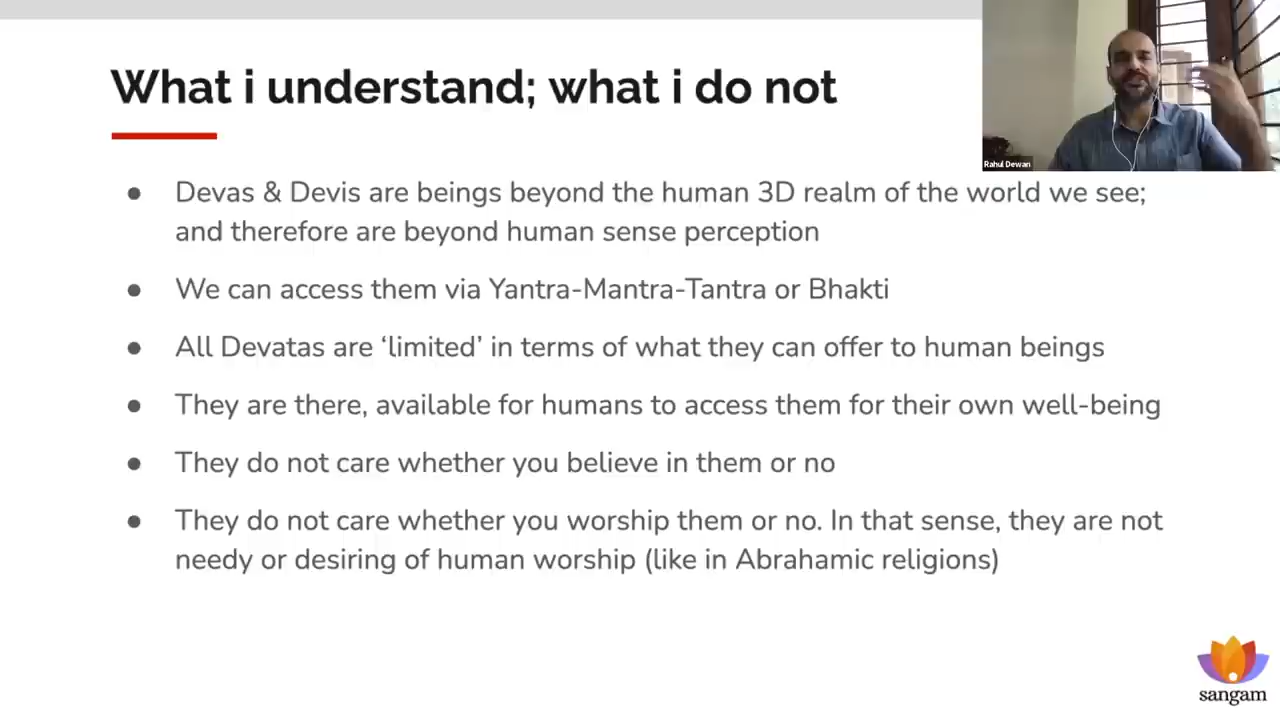 What i understand; what i do not
Rahul Dewan
● Devas & Devis are beings beyond the human 3D realm of the world we see;
and therefore are beyond human sense perception
● We can access them via Yantra-Mantra-Tantra or Bhakti
● All Devatas are ‘limited’ in terms of what they can offer to human beings
● They are there, available for humans to access them for their own well-being
● They do not care whether you believe in them or no
● They do not care whether you worship them or no. In that sense, they are not
needy or desiring of human worship (like in Abrahamic religions)
sangam